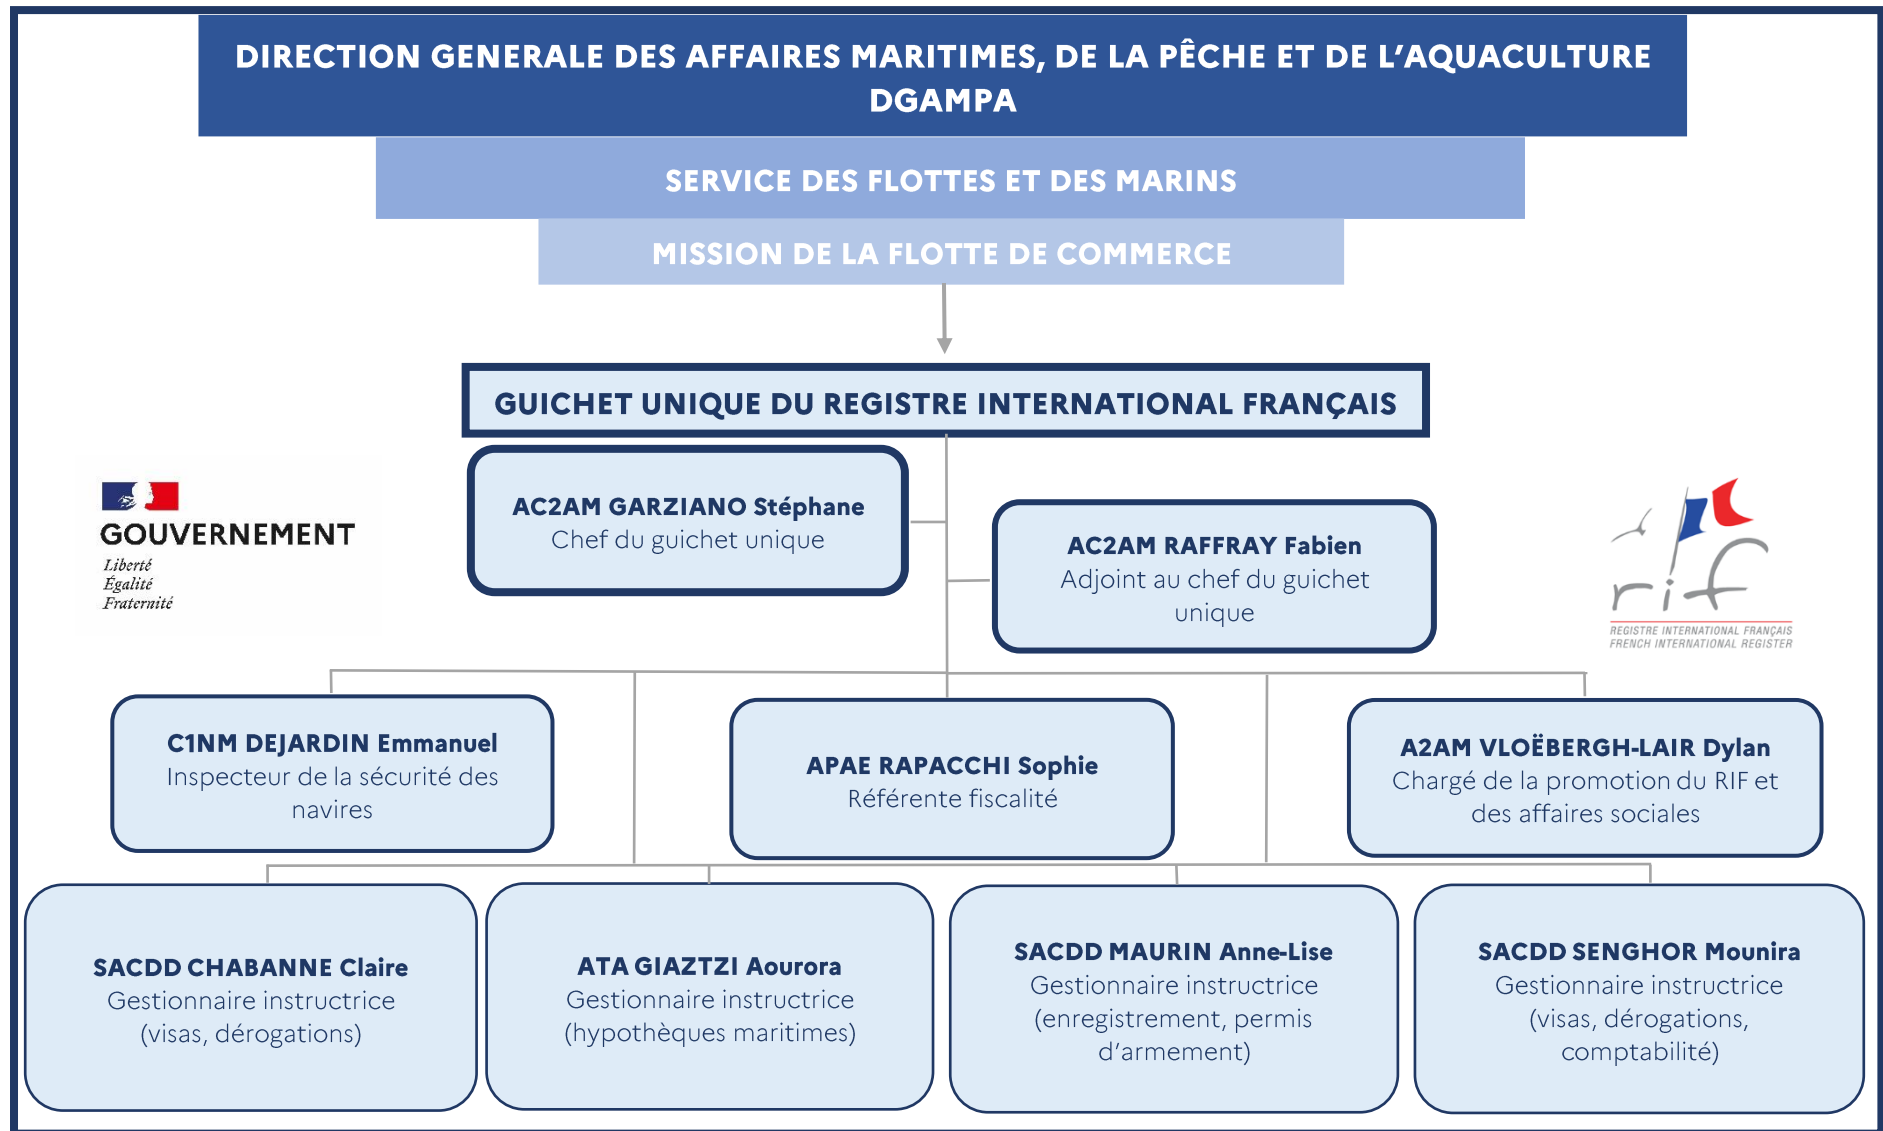 DIRECTION GENERALE DES AFFAIRES MARITIMES, DE LA PÊCHE ET DE L'AQUACULTURE
DGAMPA
SERVICE DES FLOTTES ET DES MARINS
MISSION DE LA FLOTTE DE COMMERCE
GUICHET UNIQUE DU REGISTRE INTERNATIONAL FRANÇAIS
AC2AM GARZIANO Stéphane
Chef du guichet unique
AC2AM RAFFRAY Fabien
Adjoint au chef du guichet
unique
GOUVERNEMENT
Liberté
Égalité
Fraternité
rif
REGISTRE INTERNATIONAL FRANÇAIS
FRENCH INTERNATIONAL REGISTER
C1NM DEJARDIN Emmanuel
Inspecteur de la sécurité des
navires
APAE RAPACCHI Sophie
Référente fiscalité
A2AM VLOËBERGH-LAIR Dylan
Chargé de la promotion du RIF et
des affaires sociales
SACDD CHABANNE Claire
Gestionnaire instructrice
(visas, dérogations)
ATA GIAZTZI Aourora
Gestionnaire instructrice
(hypothèques maritimes)
SACDD MAURIN Anne-Lise
Gestionnaire instructrice
(enregistrement, permis
d'armement)
SACDD SENGHOR Mounira
Gestionnaire instructrice
(visas, dérogations,
comptabilité)